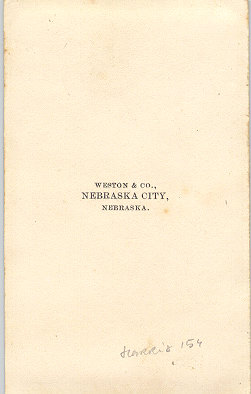 WESTON & CO.,
NEBRASKA CITY,
NEBRASKA.
Harris 154